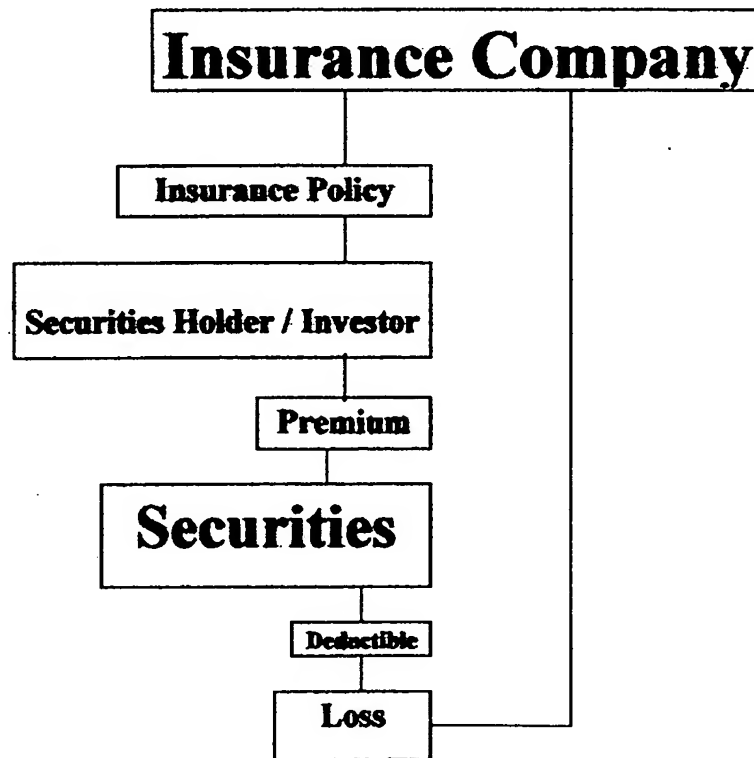 Insurance Company
Insurance Policy
Securities Holder / Investor
Premium
Securities
Deductible
Loss